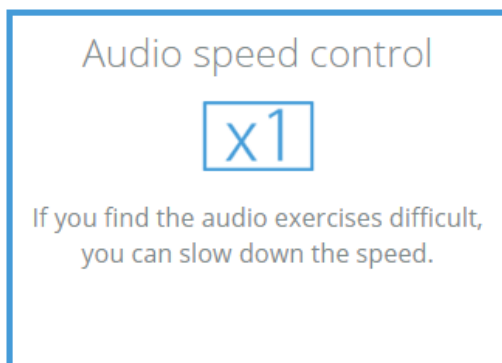 Audio speed control
x1
If you find the audio exercises difficult,
you can slow down the speed.